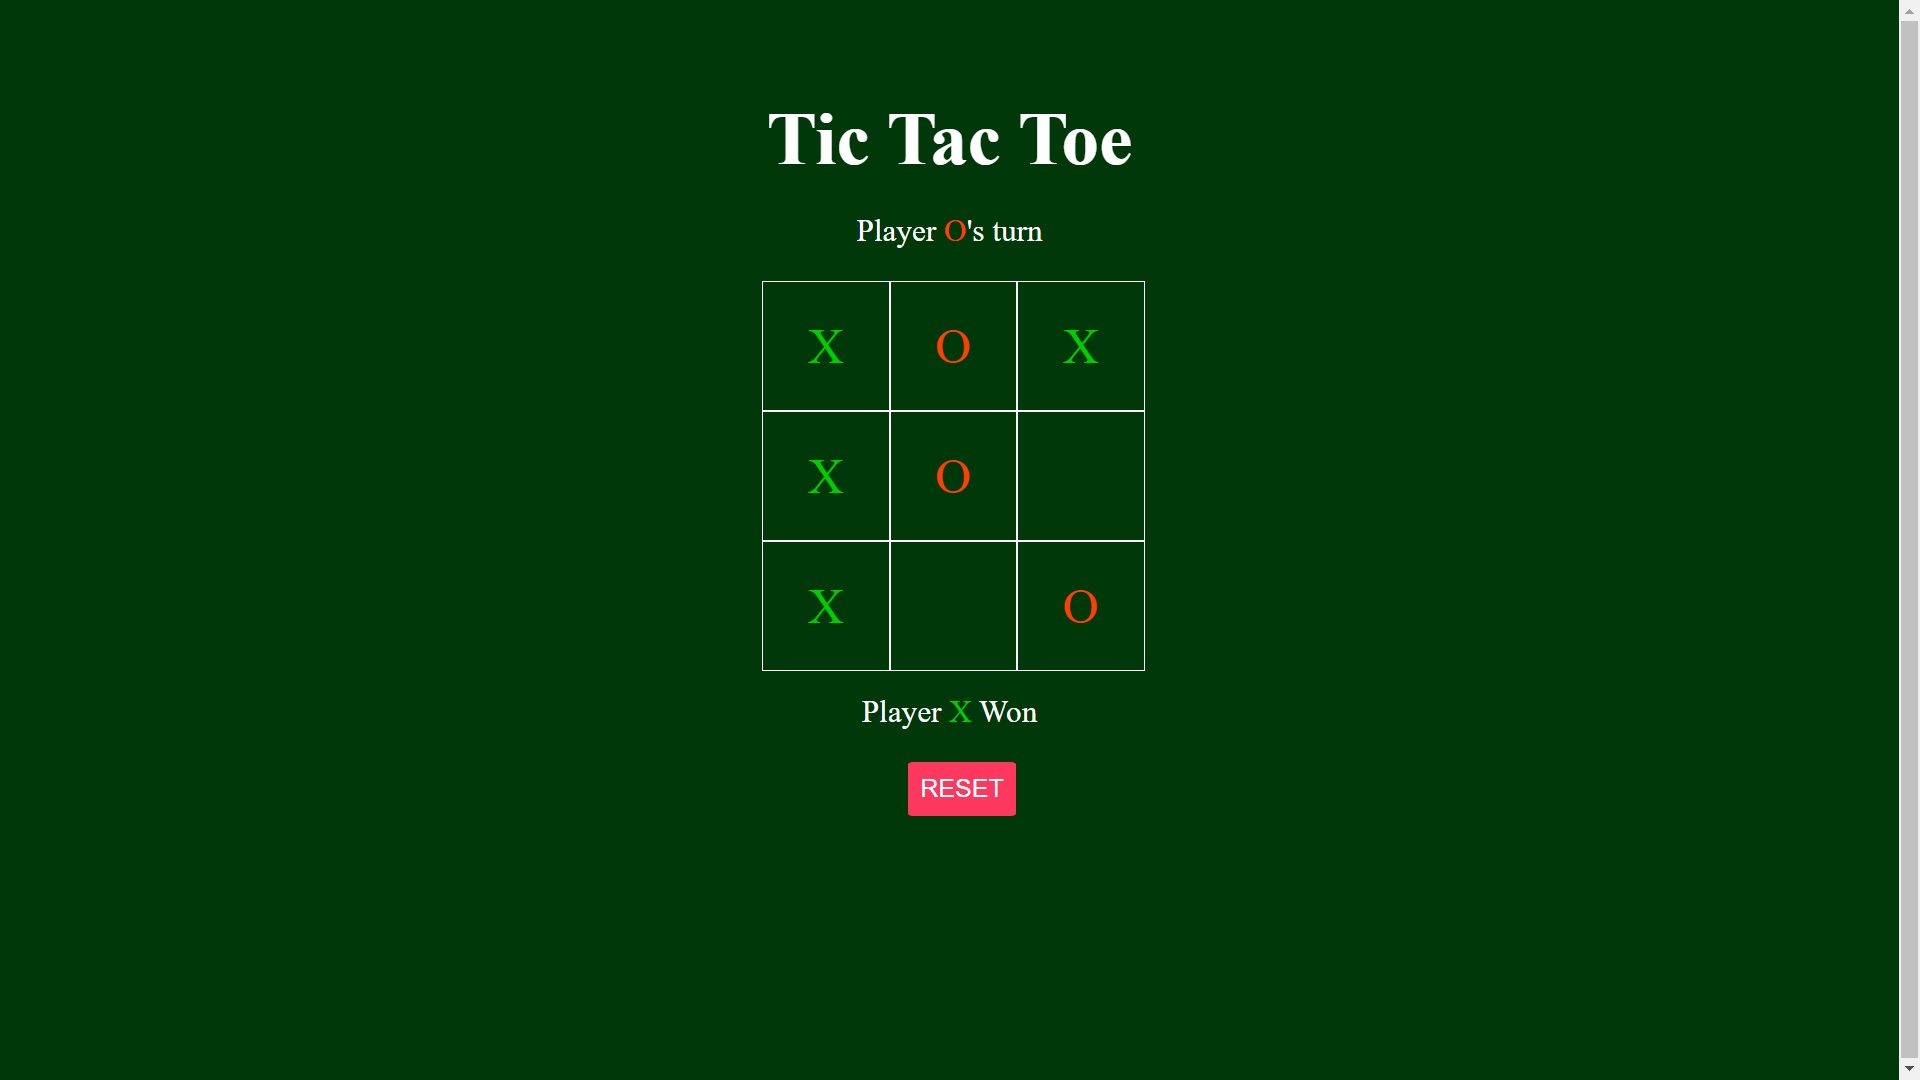 Tic Tac Toe
Player O's turn
X O X
X O
X O
Player X Won
RESET